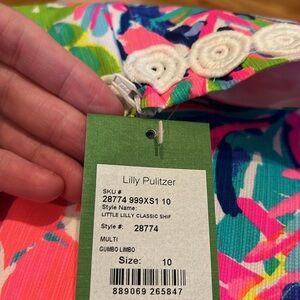 Lilly Pulitzer
SKU #
28774 999XS1 10
Style Name:
LITTLE LILLY CLASSIC SHIF
Style #: 28774
MULTI
GUMBO LIMBO
Size: 10
889069 265847